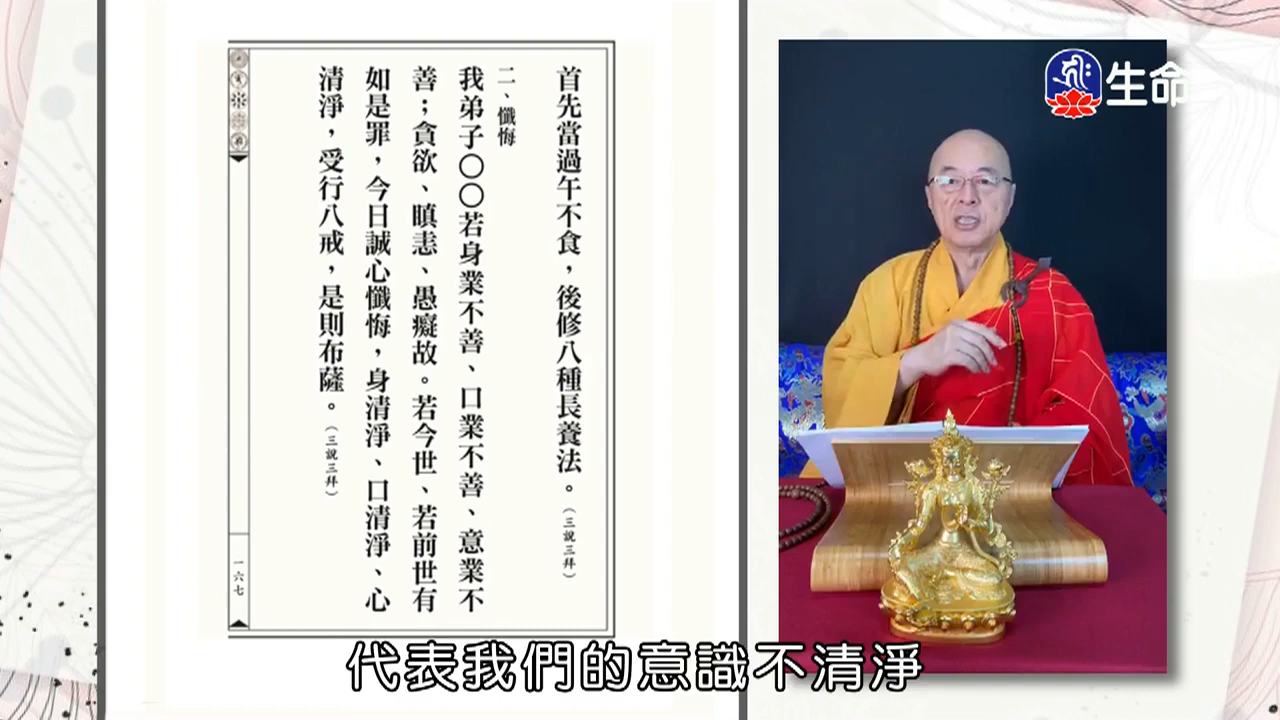 首先當過午不食，後修八種長養法。（三說三拜）
二、懺悔
我弟子〇〇若身業不善、口業不善、意業不
善；貪欲、瞋恚、愚癡故。若今世、若前世有
如是罪，今日誠心懺悔，身清淨、口清淨、心
清淨，受行八戒，是則布薩。（三說三拜）
一六七
生命
代表我們的意識不清淨